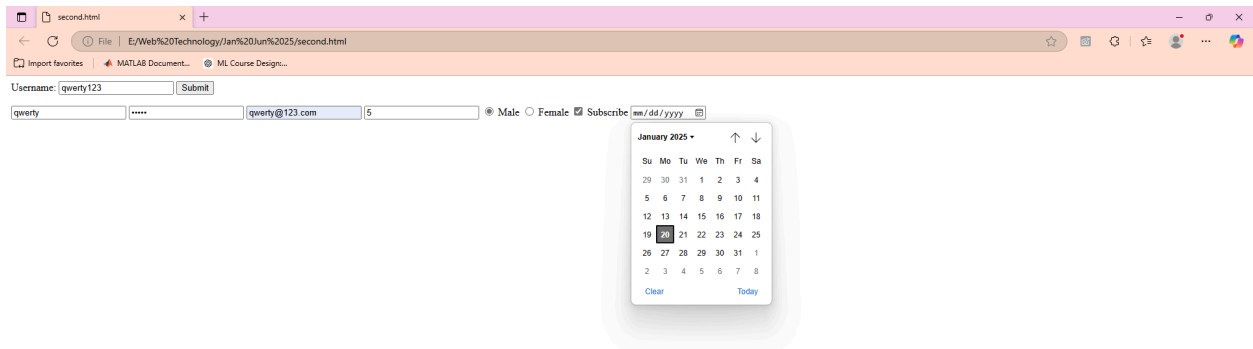 second.html
File E:/Web%20Technology/Jan%20Jun%2025/second.html
Import favorites MATLAB Document... ML Course Design:...
Username: qwerty123 Submit
qwerty ••••• qwerty@123.com 5 Male Female Subscribe mm/dd/yyyy
January 2025
Su Mo Tu We Th Fr Sa
29 30 31 1 2 3 4
5 6 7 8 9 10 11
12 13 14 15 16 17 18
19 20 21 22 23 24 25
26 27 28 29 30 31 1
2 3 4 5 6 7 8
Clear Today